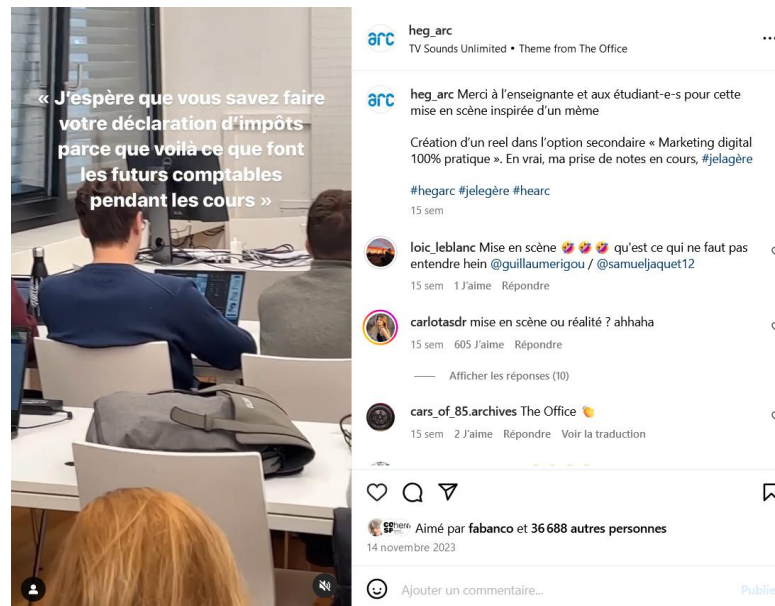 « J'espère que vous savez faire
votre déclaration d'impôts
parce que voilà ce que font
les futurs comptables
pendant les cours »
arc
heg_arc
TV Sounds Unlimited • Theme from The Office
arc
heg_arc Merci à l'enseignante et aux étudiant-e-s pour cette
mise en scène inspirée d'un mème
Création d'un reel dans l'option secondaire « Marketing digital
100% pratique ». En vrai, ma prise de notes en cours, #jelagère
#hegarc #jelegère #hearc
15 sem
loic_leblanc Mise en scène 🤣 🤣 🤣 qu'est ce qui ne faut pas
entendre hein @guillaumerigou / @samueljaquet12
15 sem 1 J'aime Répondre
carlotasdr mise en scène ou réalité ? ahhaha
15 sem 605 J'aime Répondre
Afficher les réponses (10)
cars_of_85.archives The Office 👏
15 sem 2 J'aime Répondre Voir la traduction
Aimé par fabanco et 36 688 autres personnes
14 novembre 2023
Ajouter un commentaire...
Publie